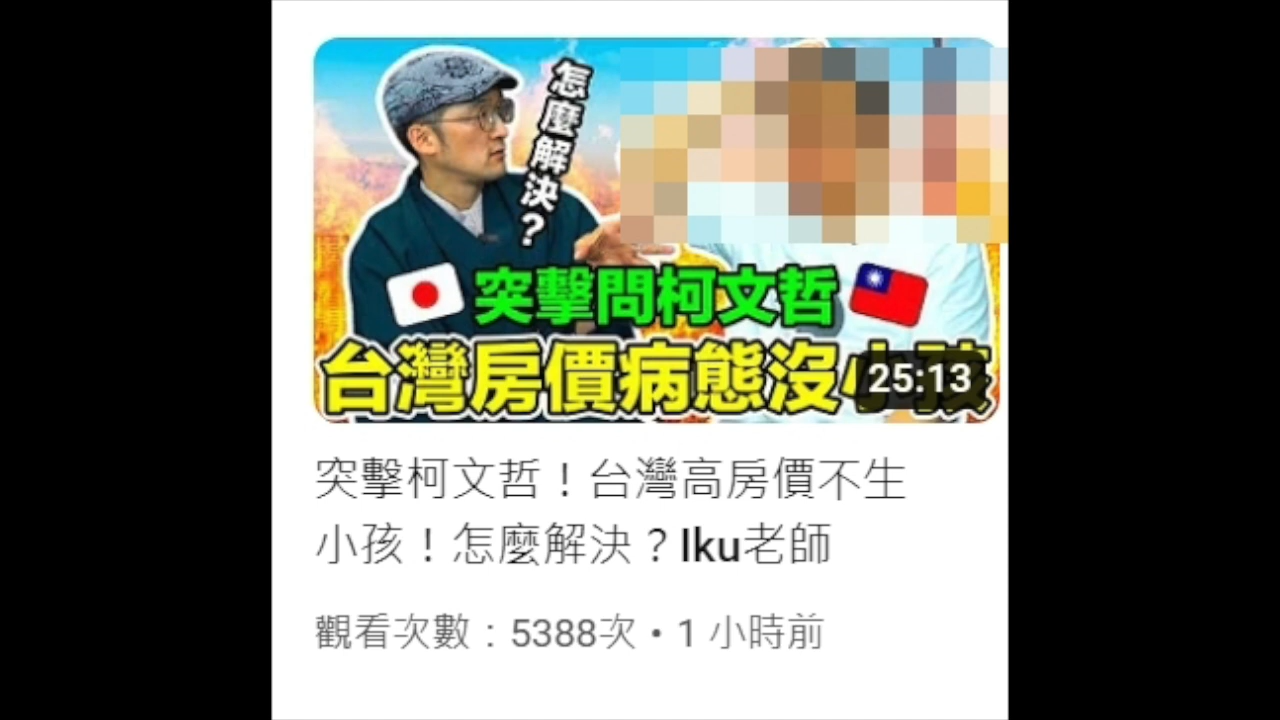 怎麼解決?
突擊問柯文哲
台灣房價病態沒小孩
25:13
突擊柯文哲！台灣高房價不生
小孩！怎麼解決？Iku老師
觀看次數：5388次・1 小時前